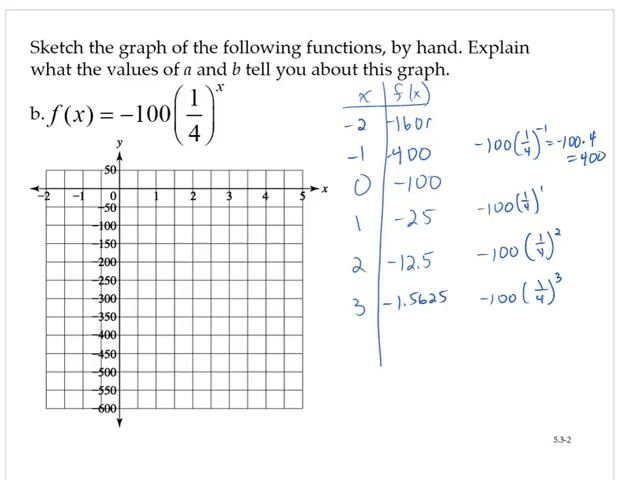 Sketch the graph of the following functions, by hand. Explain
what the values of a and b tell you about this graph.
b. f(x) = −100(1/4)^x
x f(x)
-2 -1600
-1 -400 -100(1/4)^-1 = -100·4
= 400
0 -100
1 -25 -100(1/4)^1
2 -12.5 -100(1/4)^2
3 -1.5625 -100(1/4)^3
y
50
−2 −1 0 1 2 3 4 5 x
−50
−100
−150
−200
−250
−300
−350
−400
−450
−500
−550
−600
5.3-2